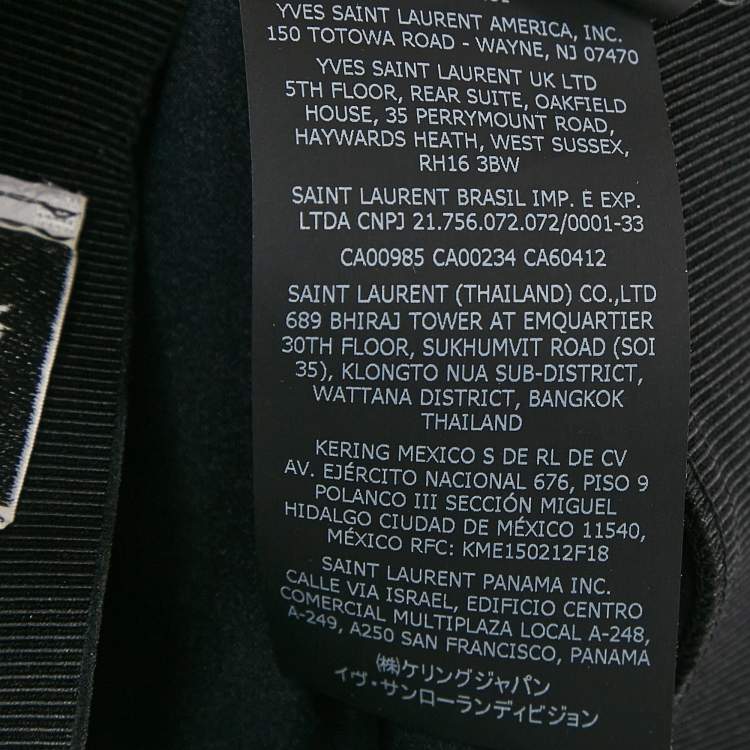 YVES SAINT LAURENT AMERICA, INC.
150 TOTOWA ROAD - WAYNE, NJ 07470
YVES SAINT LAURENT UK LTD
5TH FLOOR, REAR SUITE, OAKFIELD
HOUSE, 35 PERRYMOUNT ROAD,
HAYWARDS HEATH, WEST SUSSEX,
RH16 3BW
SAINT LAURENT BRASIL IMP. E EXP.
LTDA CNPJ 21.756.072.072/0001-33
CA00985 CA00234 CA60412
SAINT LAURENT (THAILAND) CO.,LTD
689 BHIRAJ TOWER AT EMQUARTIER
30TH FLOOR, SUKHUMVIT ROAD (SOI
35), KLONGTO NUA SUB-DISTRICT,
WATTANA DISTRICT, BANGKOK
THAILAND
KERING MEXICO S DE RL DE CV
AV. EJÉRCITO NACIONAL 676, PISO 9
POLANCO III SECCIÓN MIGUEL
HIDALGO CIUDAD DE MÉXICO 11540,
MÉXICO RFC: KME150212F18
SAINT LAURENT PANAMA INC.
CALLE VIA ISRAEL, EDIFICIO CENTRO
COMERCIAL MULTIPLAZA LOCAL A-248,
A-249, A250 SAN FRANCISCO, PANAMA
㈱ケリングジャパン
イヴ・サンローランディビジョン